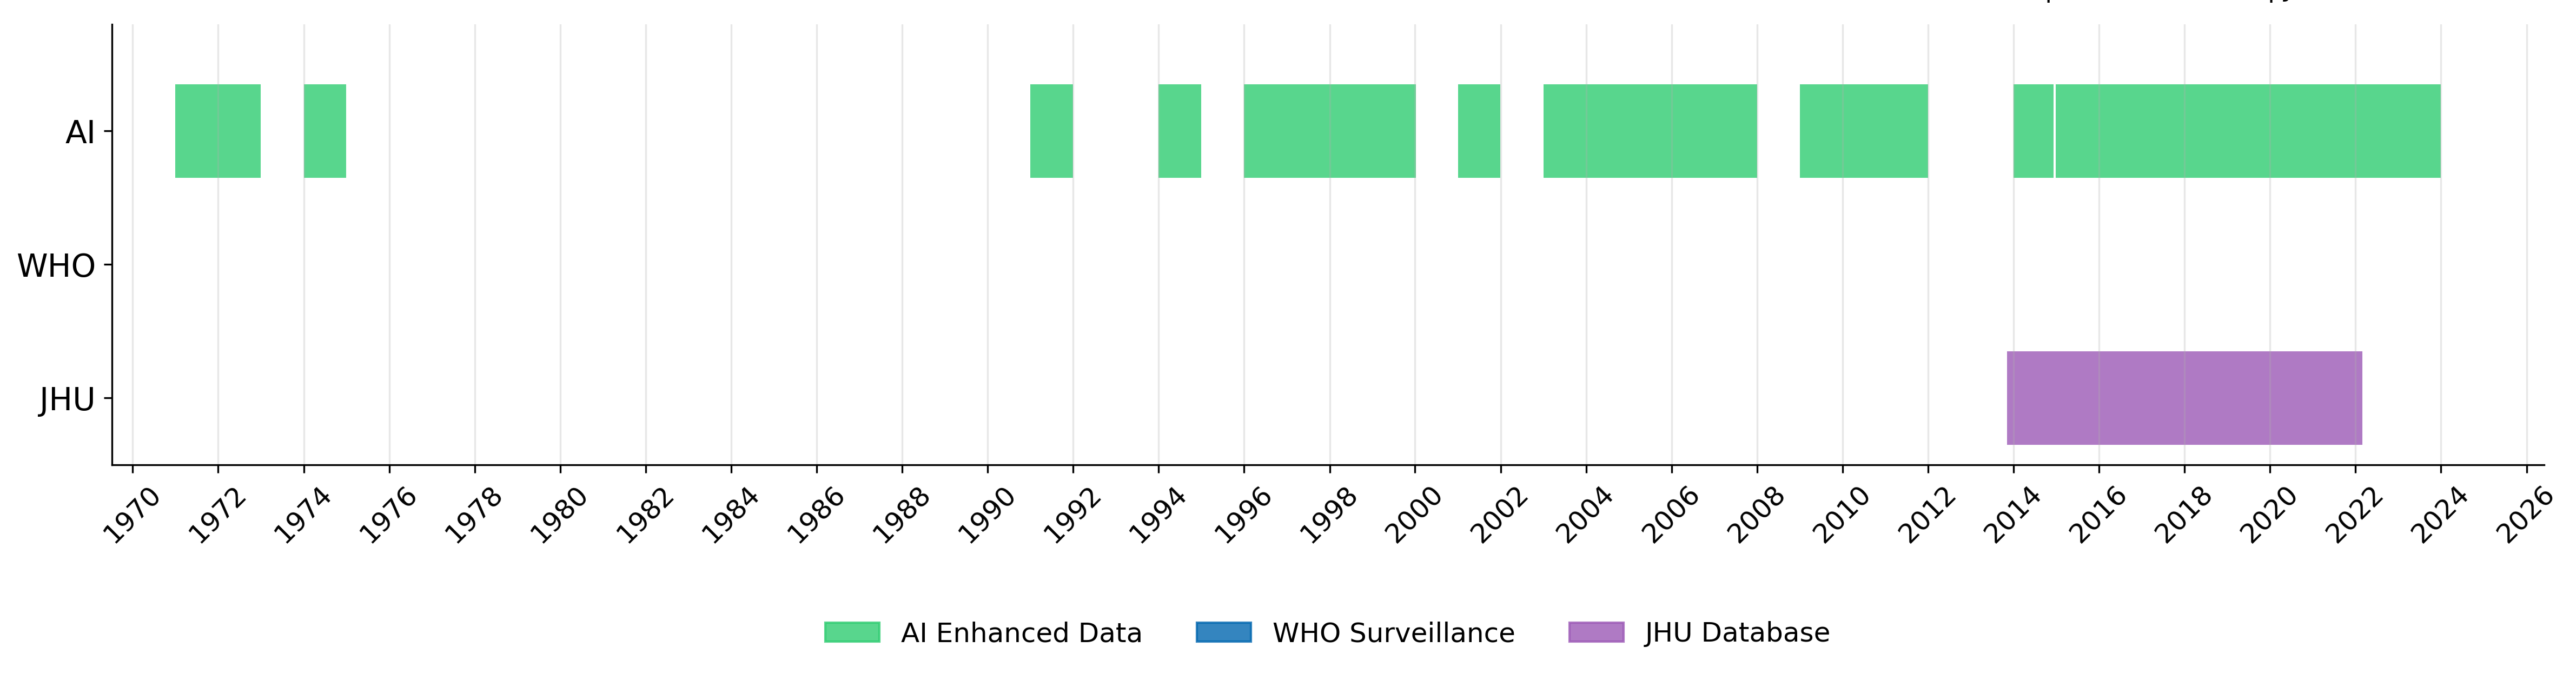 AI
WHO
JHU
1970 1972 1974 1976 1978 1980 1982 1984 1986 1988 1990 1992 1994 1996 1998 2000 2002 2004 2006 2008 2010 2012 2014 2016 2018 2020 2022 2024 2026
AI Enhanced Data WHO Surveillance JHU Database